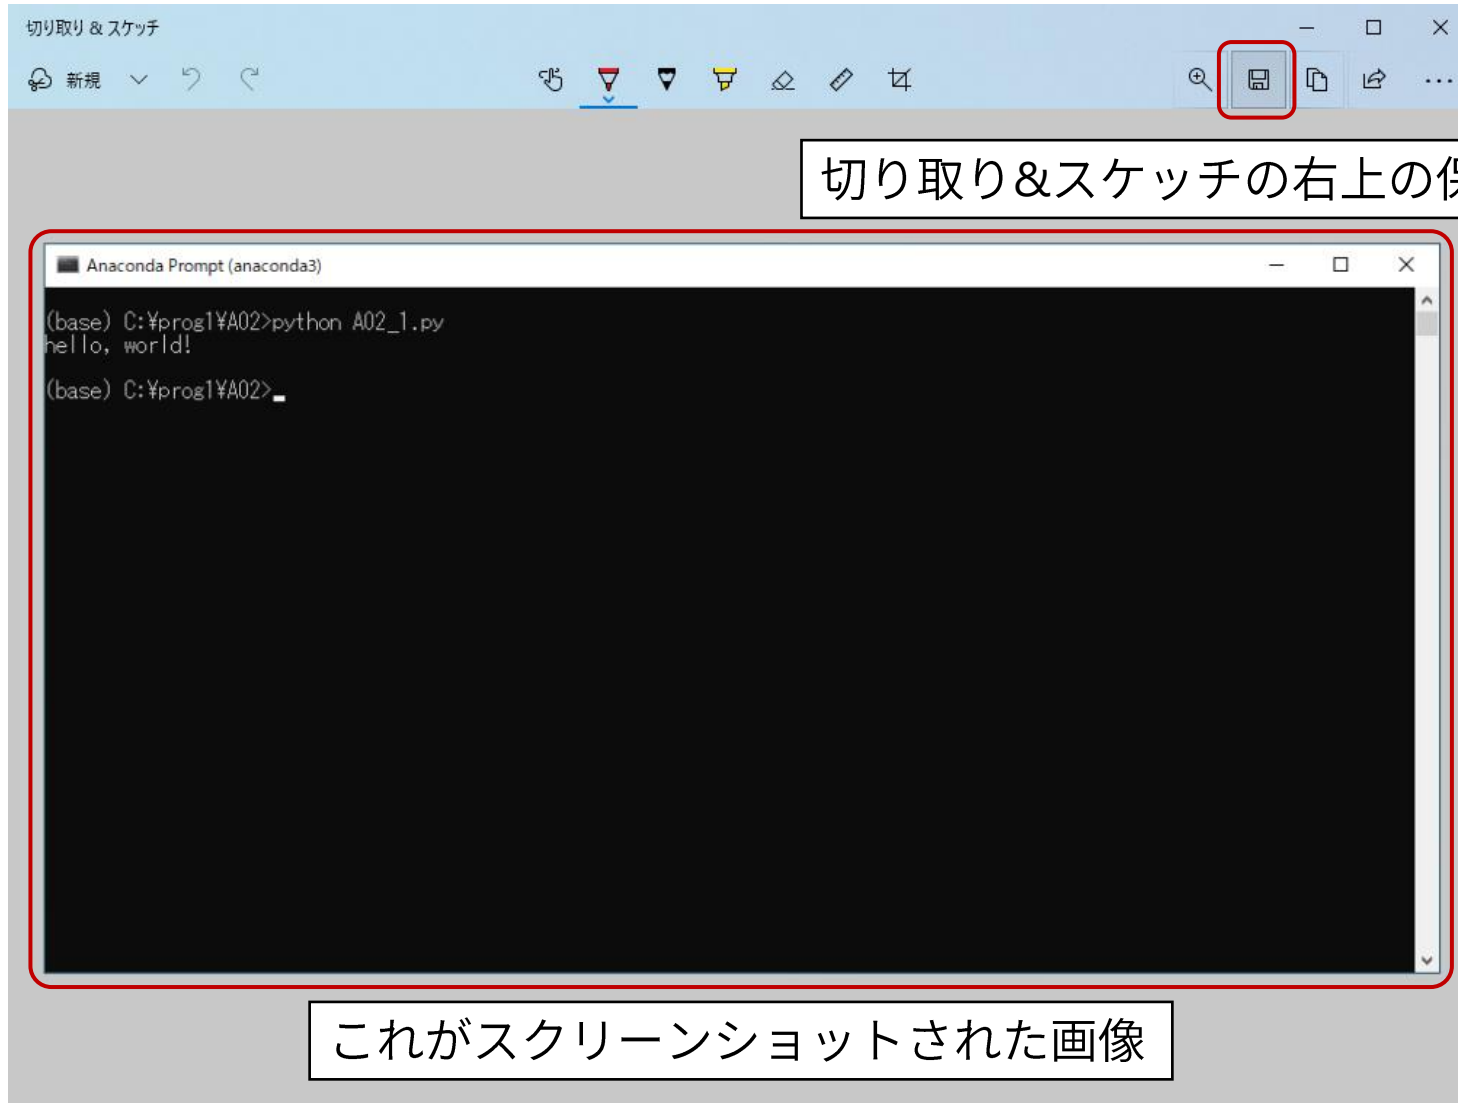 切り取り & スケッチ
新規
切り取り&スケッチの右上の
Anaconda Prompt (anaconda3)
(base) C:¥prog1¥A02>python A02_1.py
hello, world!
(base) C:¥prog1¥A02>
これがスクリーンショットされた画像